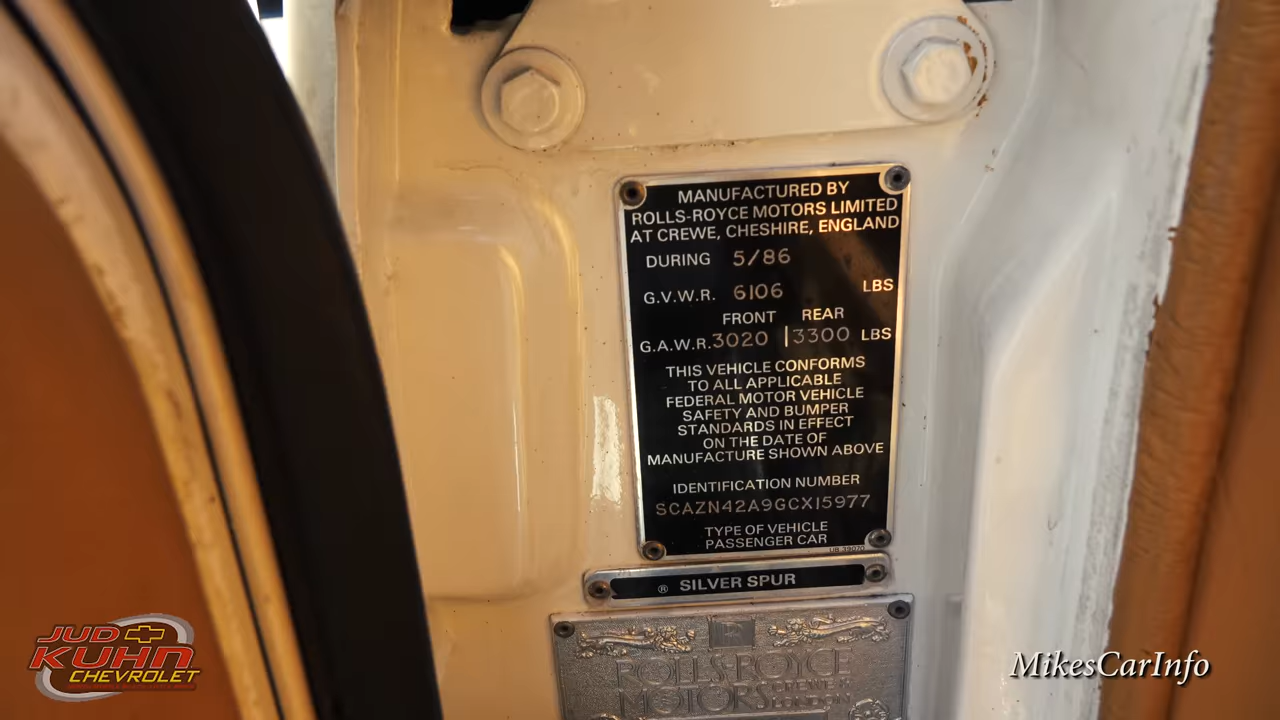 MANUFACTURED BY
ROLLS-ROYCE MOTORS LIMITED
AT CREWE, CHESHIRE, ENGLAND
DURING 5/86
G.V.W.R. 6106 LBS
FRONT REAR
G.A.W.R. 3020 | 3300 LBS
THIS VEHICLE CONFORMS
TO ALL APPLICABLE
FEDERAL MOTOR VEHICLE
SAFETY AND BUMPER
STANDARDS IN EFFECT
ON THE DATE OF
MANUFACTURE SHOWN ABOVE
IDENTIFICATION NUMBER
SCAZN42A9GCX15977
TYPE OF VEHICLE
PASSENGER CAR
® SILVER SPUR
ROLLS-ROYCE
MOTORS
JUD
KUHN
CHEVROLET
MikesCarInfo